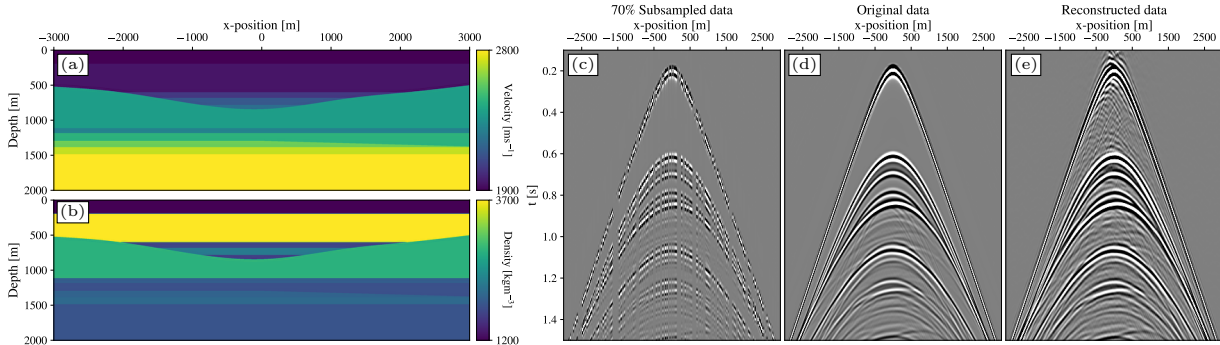 x-position [m]
−3000 −2000 −1000 0 1000 2000 3000
(a)
0
500
1000
1500
2000
Depth [m]
2800
1900
Velocity [ms⁻¹]
(b)
0
500
1000
1500
2000
Depth [m]
3700
1200
Density [kgm⁻³]
70% Subsampled data
x-position [m]
−2500 −1500 −500 500 1500 2500
(c)
0.2
0.4
0.6
0.8
1.0
1.2
1.4
t [s]
Original data
x-position [m]
−2500 −1500 −500 500 1500 2500
(d)
Reconstructed data
x-position [m]
−2500 −1500 −500 500 1500 2500
(e)